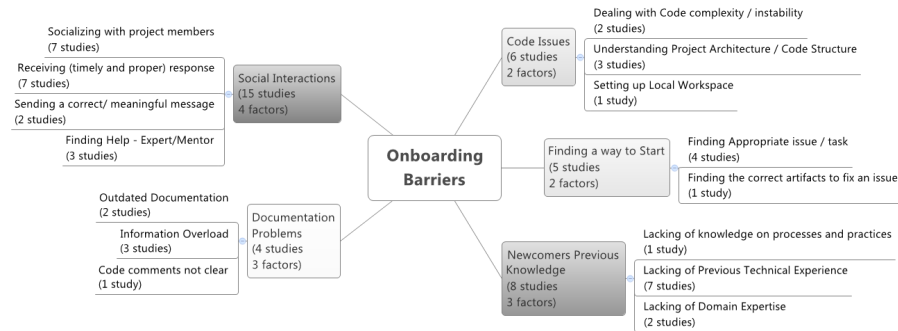 Onboarding
Barriers
Social Interactions
(15 studies
4 factors)
Socializing with project members
(7 studies)
Receiving (timely and proper) response
(7 studies)
Sending a correct/ meaningful message
(2 studies)
Finding Help - Expert/Mentor
(3 studies)
Documentation
Problems
(4 studies
3 factors)
Outdated Documentation
(2 studies)
Information Overload
(3 studies)
Code comments not clear
(1 study)
Code Issues
(6 studies
2 factors)
Dealing with Code complexity / instability
(2 studies)
Understanding Project Architecture / Code Structure
(3 studies)
Setting up Local Workspace
(1 study)
Finding a way to Start
(5 studies
2 factors)
Finding Appropriate issue / task
(4 studies)
Finding the correct artifacts to fix an issue
(1 study)
Newcomers Previous
Knowledge
(8 studies
3 factors)
Lacking of knowledge on processes and practices
(1 study)
Lacking of Previous Technical Experience
(7 studies)
Lacking of Domain Expertise
(2 studies)